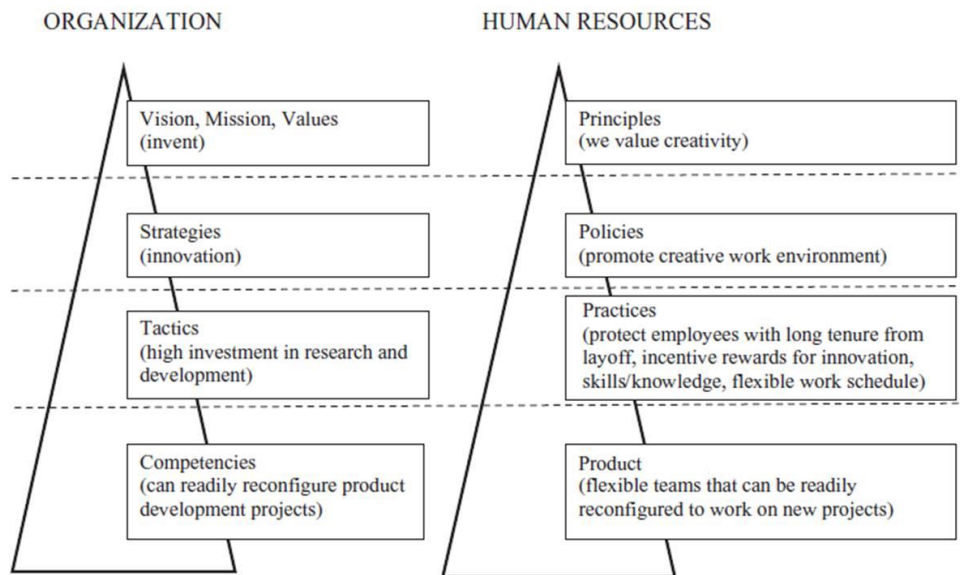 ORGANIZATION
HUMAN RESOURCES
Vision, Mission, Values
(invent)
Principles
(we value creativity)
Strategies
(innovation)
Policies
(promote creative work environment)
Tactics
(high investment in research and
development)
Practices
(protect employees with long tenure from
layoff, incentive rewards for innovation,
skills/knowledge, flexible work schedule)
Competencies
(can readily reconfigure product
development projects)
Product
(flexible teams that can be readily
reconfigured to work on new projects)